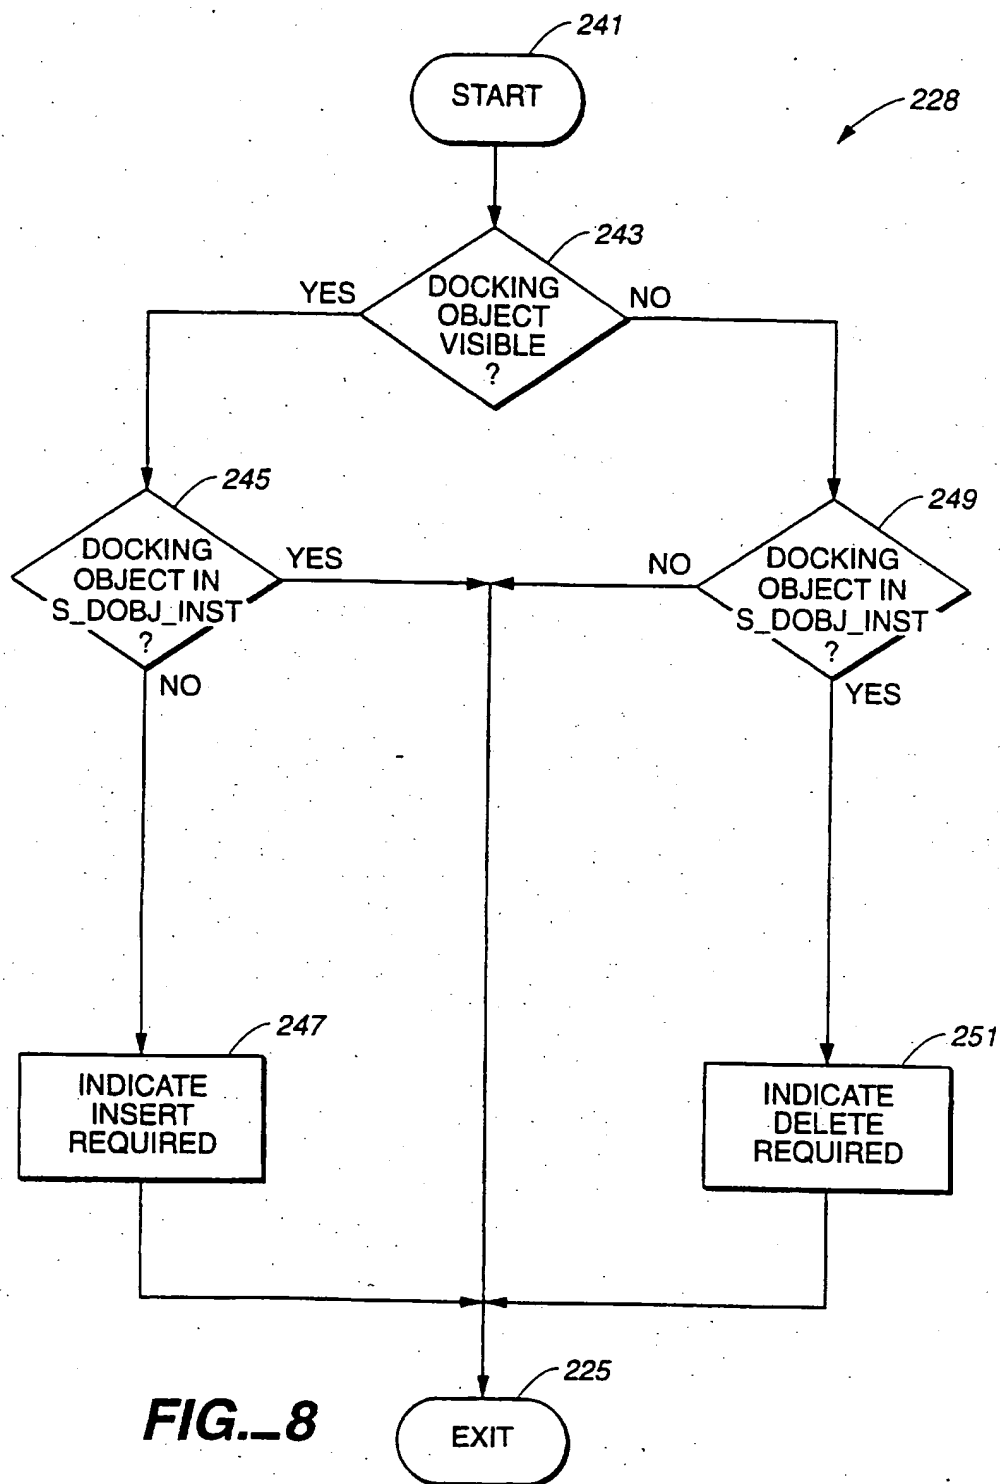 241
START
228
243
DOCKING
OBJECT
VISIBLE
?
YES
NO
245
DOCKING
OBJECT IN
S_DOBJ_INST
?
YES
NO
249
DOCKING
OBJECT IN
S_DOBJ_INST
?
NO
YES
247
INDICATE
INSERT
REQUIRED
251
INDICATE
DELETE
REQUIRED
225
EXIT
FIG._8